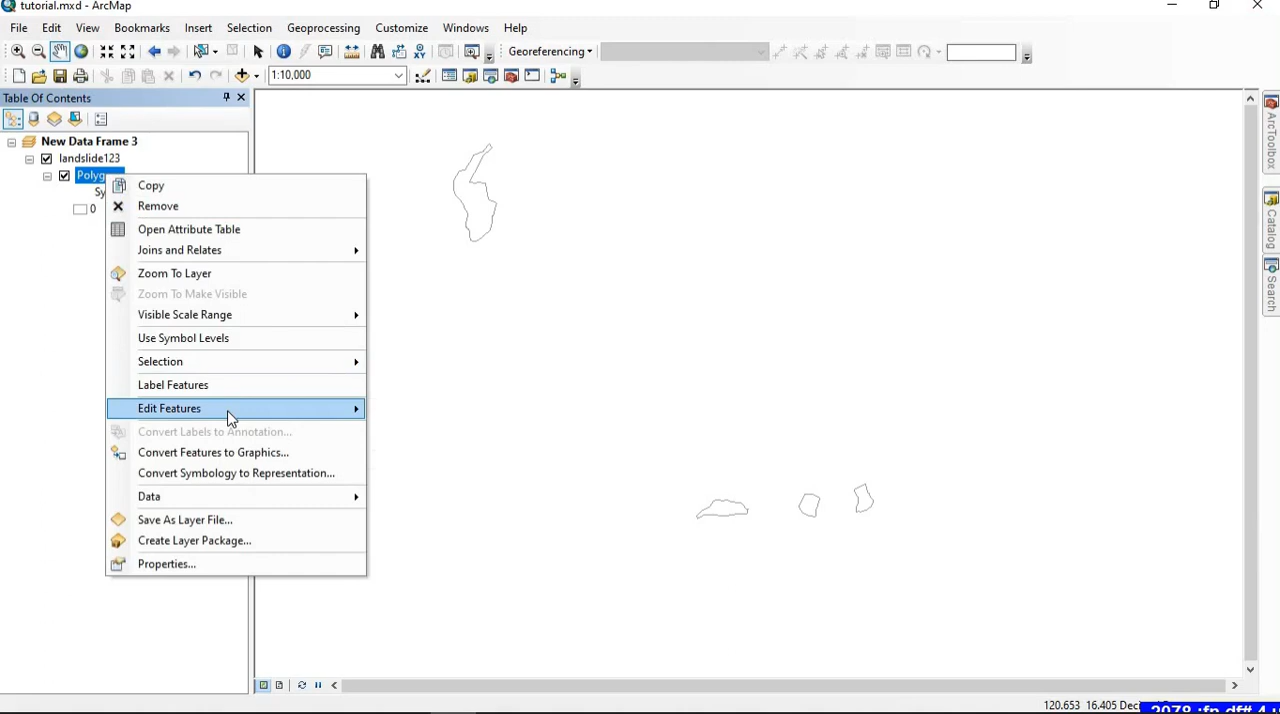 tutorial.mxd - ArcMap
File Edit View Bookmarks Insert Selection Geoprocessing Customize Windows Help
Georeferencing
1:10,000
Table Of Contents
New Data Frame 3
landslide123
Polyg
Sy
0
Copy
Remove
Open Attribute Table
Joins and Relates
Zoom To Layer
Zoom To Make Visible
Visible Scale Range
Use Symbol Levels
Selection
Label Features
Edit Features
Convert Labels to Annotation...
Convert Features to Graphics...
Convert Symbology to Representation...
Data
Save As Layer File...
Create Layer Package...
Properties...
ArcToolbox
Catalog
Search
120.653 16.405 Deci